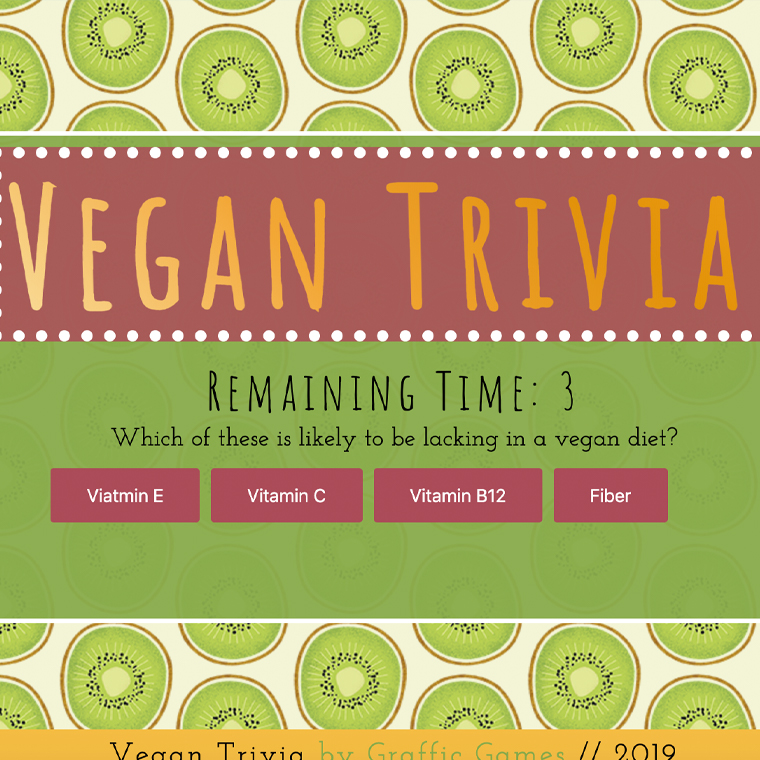 Vegan Trivia
Remaining Time: 3
Which of these is likely to be lacking in a vegan diet?
Viatmin E Vitamin C Vitamin B12 Fiber
Vegan Trivia by Graffic Games // 2019